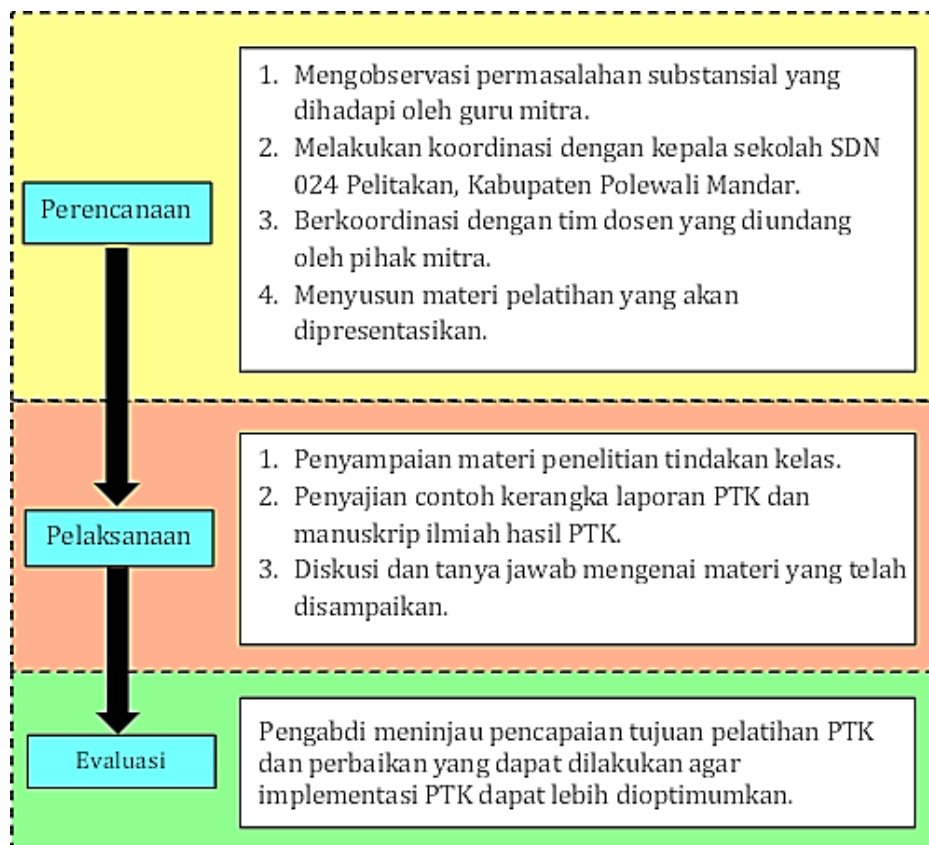 Perencanaan
1. Mengobservasi permasalahan substansial yang
dihadapi oleh guru mitra.
2. Melakukan koordinasi dengan kepala sekolah SDN
024 Pelitakan, Kabupaten Polewali Mandar.
3. Berkoordinasi dengan tim dosen yang diundang
oleh pihak mitra.
4. Menyusun materi pelatihan yang akan
dipresentasikan.
Pelaksanaan
1. Penyampaian materi penelitian tindakan kelas.
2. Penyajian contoh kerangka laporan PTK dan
manuskrip ilmiah hasil PTK.
3. Diskusi dan tanya jawab mengenai materi yang telah
disampaikan.
Evaluasi
Pengabdi meninjau pencapaian tujuan pelatihan PTK
dan perbaikan yang dapat dilakukan agar
implementasi PTK dapat lebih dioptimumkan.